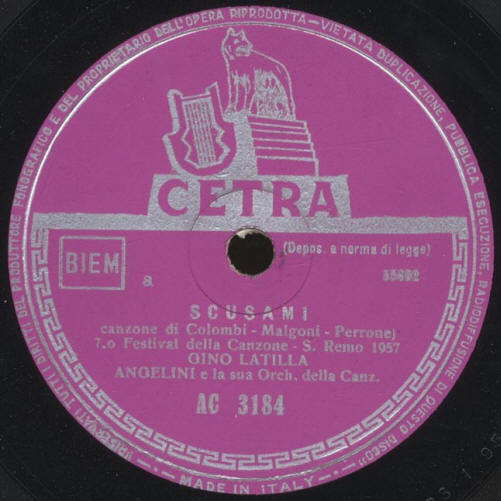 "RISERVATI TUTTI I DIRITTI DEL PRODUTTORE FONOGRAFICO E DEL PROPRIETARIO DELL'OPERA RIPRODOTTA - VIETATA DUPLICAZIONE, PUBBLICA ESECUZIONE, RADIODIFFUSIONE DI QUESTO DISCO"
CETRA
(Depos. a norma di legge)
BIEM
a
SCUSAMI
canzone di Colombi - Malgoni - Perronej
7.o Festival della Canzone - S. Remo 1957
GINO LATILLA
ANGELINI e la sua Orch. della Canz.
AC 3184
MADE IN ITALY